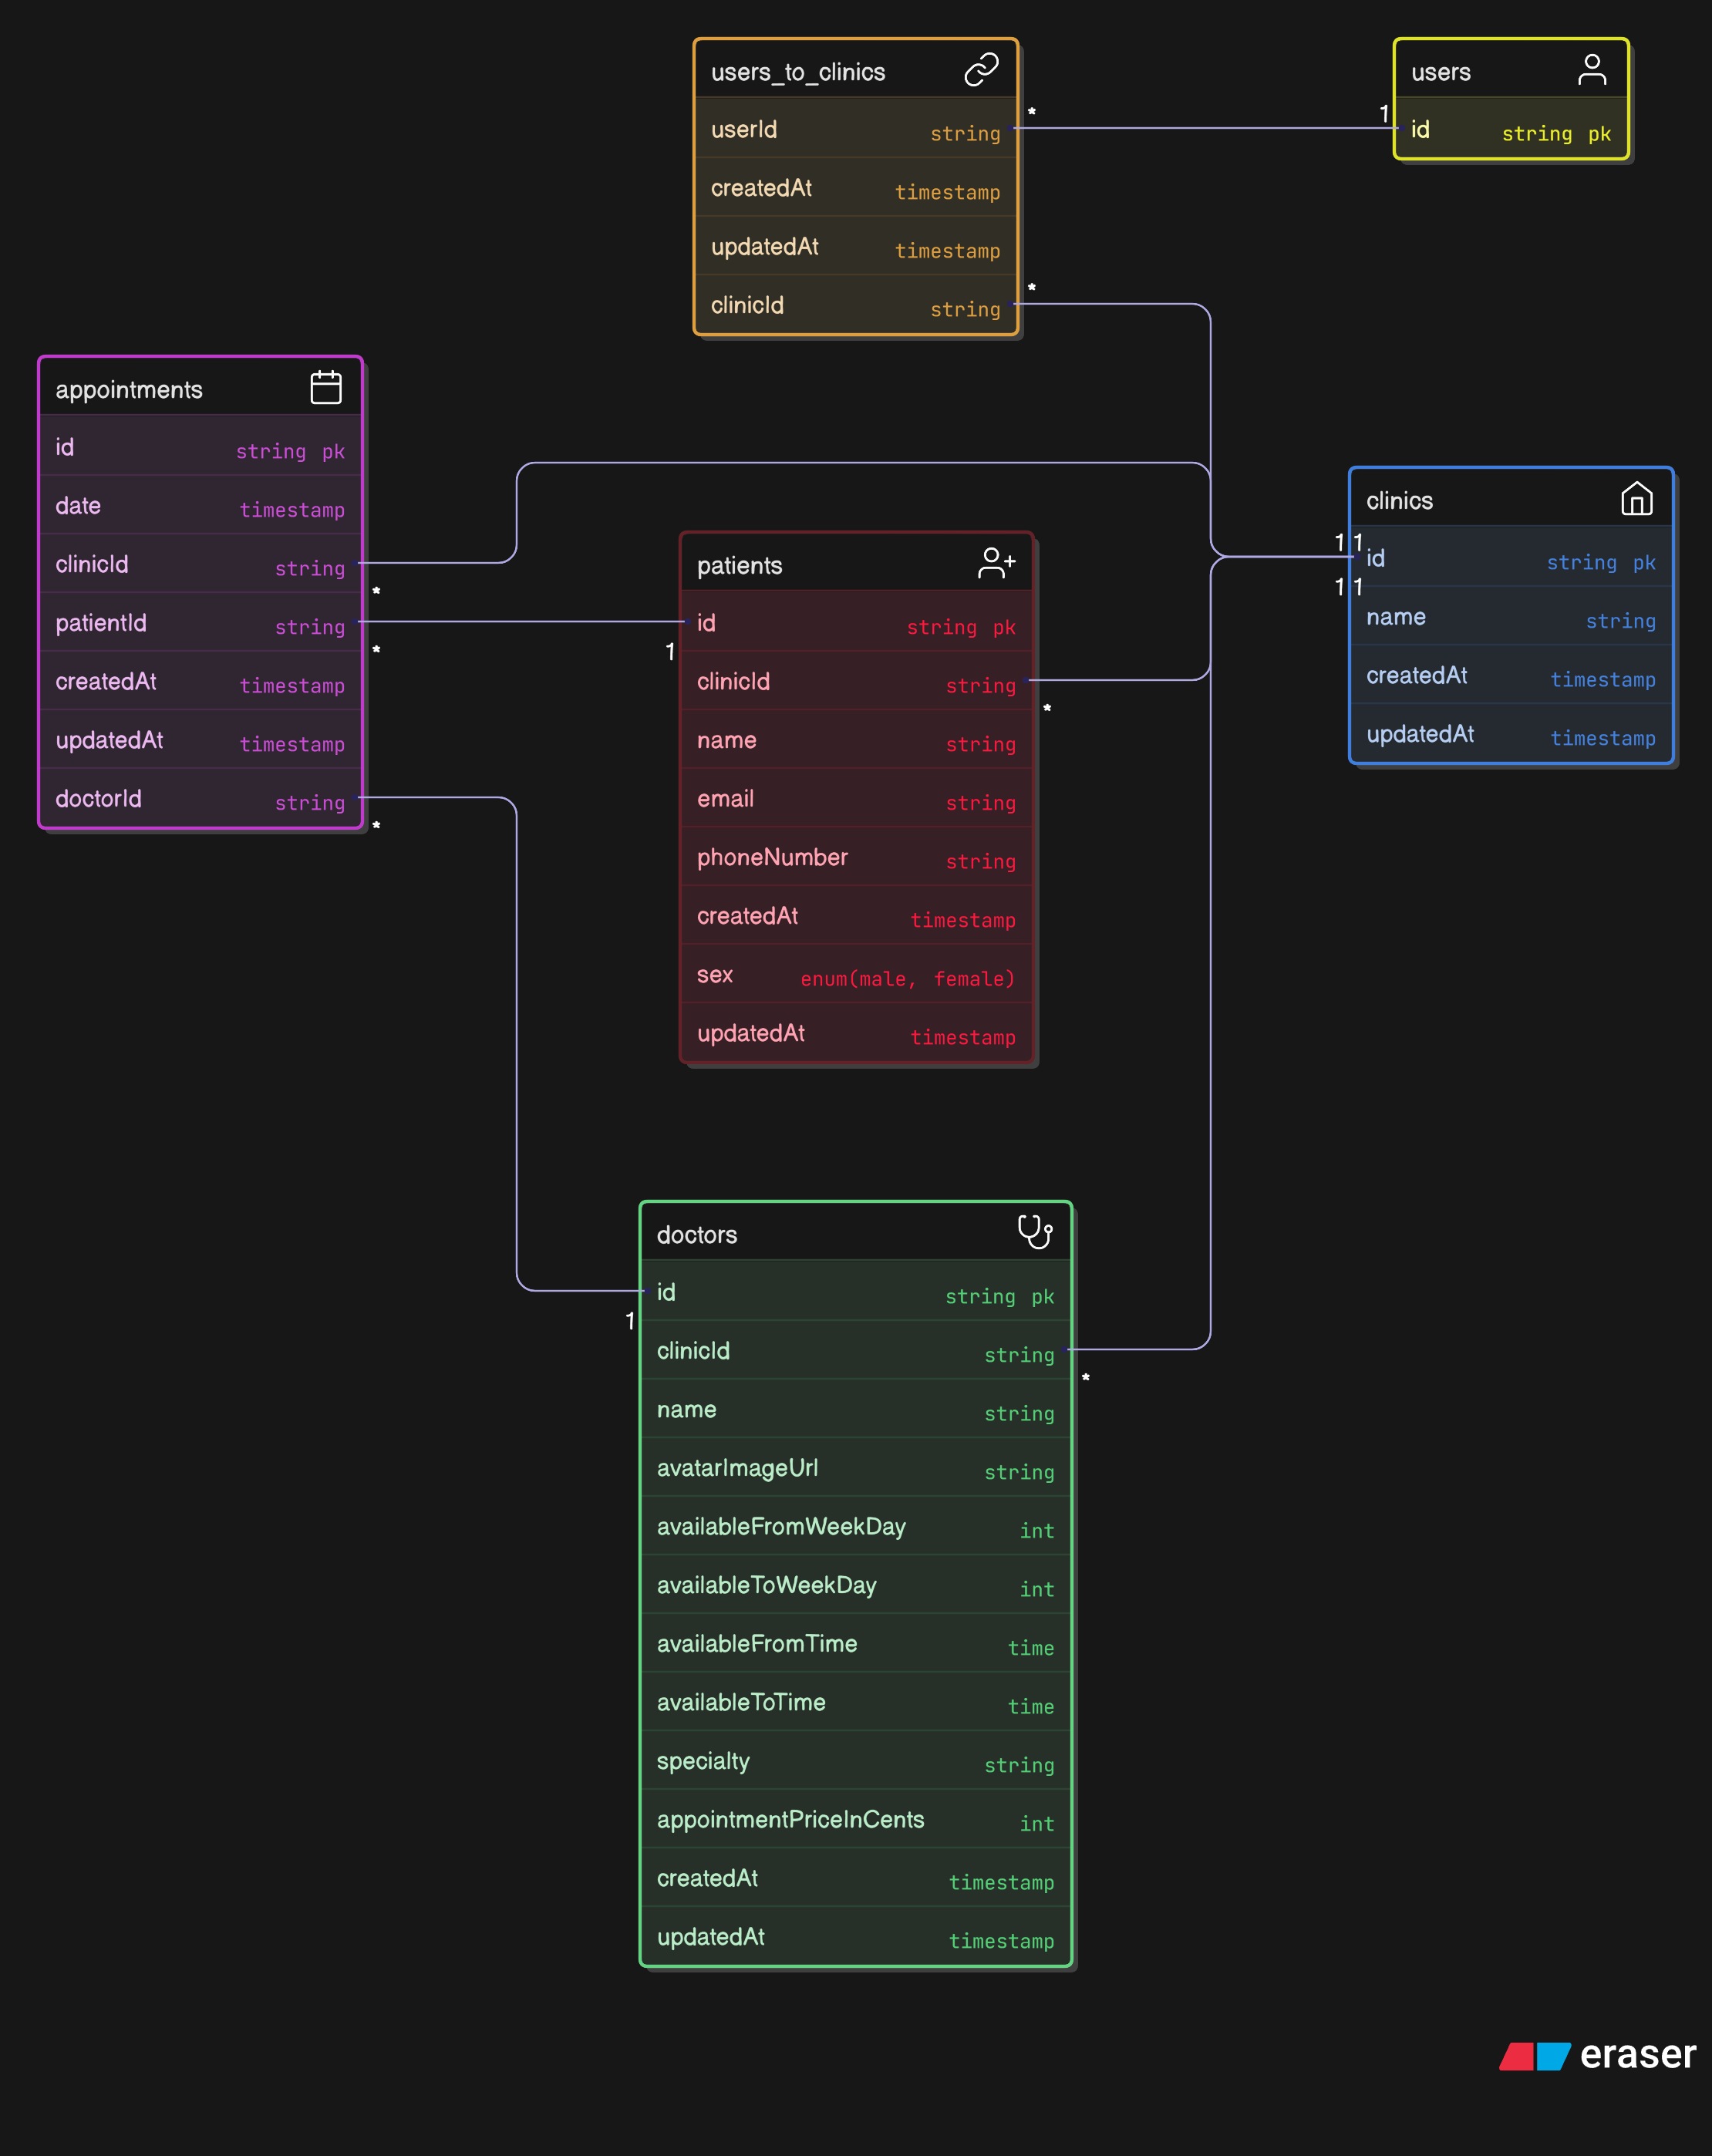 users_to_clinics
*
userId string
createdAt timestamp
updatedAt timestamp
*
clinicId string
users
1
id string pk
appointments
id string pk
date timestamp
clinicId string
*
patientId string
*
createdAt timestamp
updatedAt timestamp
doctorId string
*
patients
id string pk
1
clinicId string
*
name string
email string
phoneNumber string
createdAt timestamp
sex enum(male, female)
updatedAt timestamp
clinics
1 1
id string pk
1 1
name string
createdAt timestamp
updatedAt timestamp
doctors
id string pk
1
clinicId string
*
name string
avatarImageUrl string
availableFromWeekDay int
availableToWeekDay int
availableFromTime time
availableToTime time
specialty string
appointmentPriceInCents int
createdAt timestamp
updatedAt timestamp
eraser